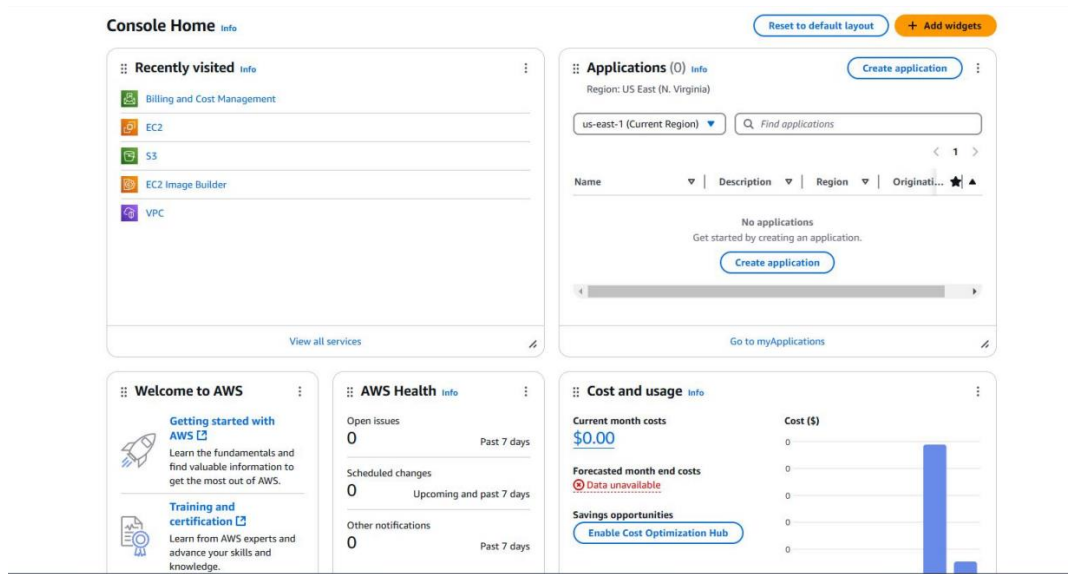 Console Home Info
Reset to default layout
+ Add widgets
Recently visited Info
Billing and Cost Management
EC2
S3
EC2 Image Builder
VPC
View all services
Applications (0) Info
Create application
Region: US East (N. Virginia)
us-east-1 (Current Region)
Find applications
1
Name Description Region Originati...
No applications
Get started by creating an application.
Create application
Go to myApplications
Welcome to AWS
Getting started with
AWS
Learn the fundamentals and
find valuable information to
get the most out of AWS.
Training and
certification
Learn from AWS experts and
advance your skills and
knowledge.
AWS Health Info
Open issues
0 Past 7 days
Scheduled changes
0 Upcoming and past 7 days
Other notifications
0 Past 7 days
Cost and usage Info
Current month costs
$0.00
Forecasted month end costs
Data unavailable
Savings opportunities
Enable Cost Optimization Hub
Cost ($)
0
0
0
0
0